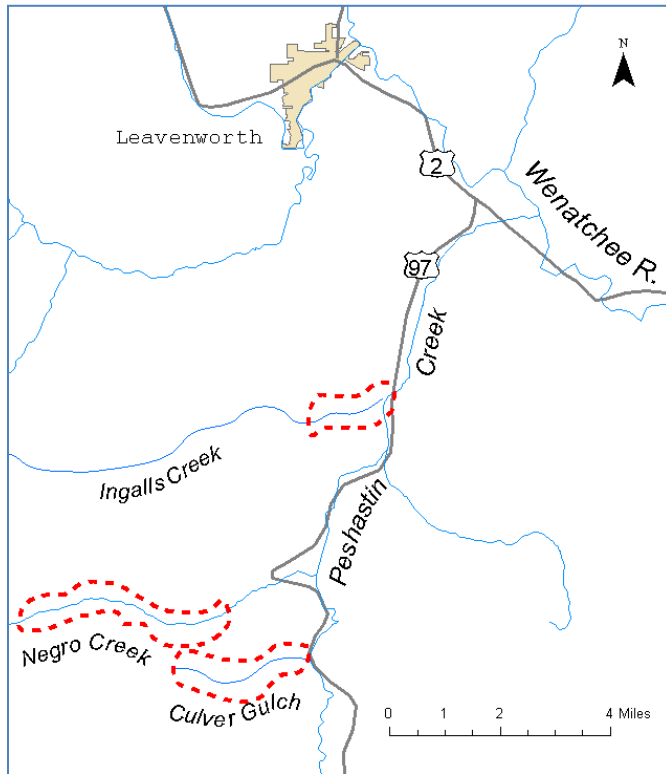 N
Leavenworth
2
Wenatchee R.
97
Creek
Ingalls Creek
Peshastin
Negro Creek
Culver Gulch
0 1 2 4 Miles